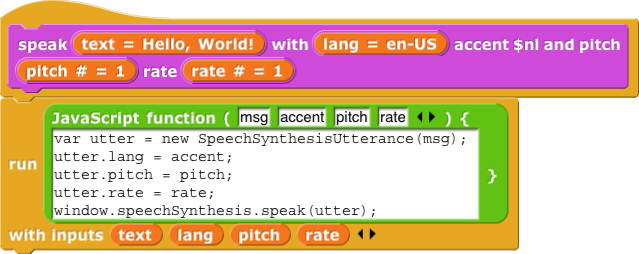 speak text = Hello, World! with lang = en-US accent $nl and pitch
pitch # = 1 rate rate # = 1
JavaScript function ( msg accent pitch rate ) {
var utter = new SpeechSynthesisUtterance(msg);
utter.lang = accent;
utter.pitch = pitch;
run
utter.rate = rate;
window.speechSynthesis.speak(utter);
}
with inputs text lang pitch rate